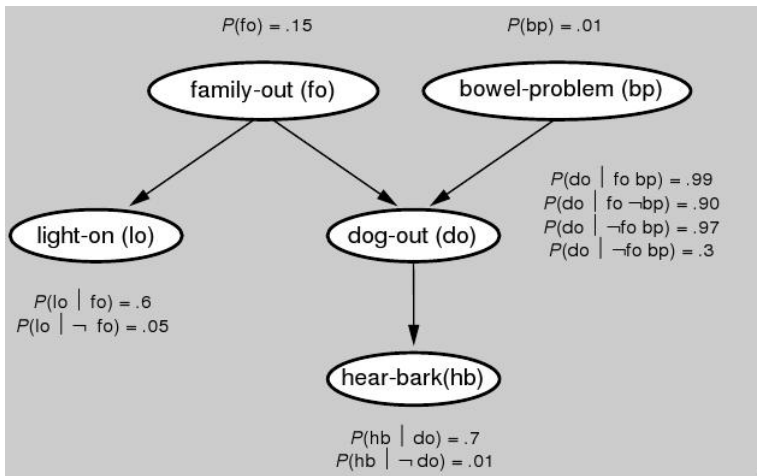 P(fo) = .15
P(bp) = .01
family-out (fo)
bowel-problem (bp)
P(do | fo bp) = .99
P(do | fo ¬bp) = .90
P(do | ¬fo bp) = .97
P(do | ¬fo bp) = .3
light-on (lo)
dog-out (do)
P(lo | fo) = .6
P(lo | ¬ fo) = .05
hear-bark(hb)
P(hb | do) = .7
P(hb | ¬ do) = .01